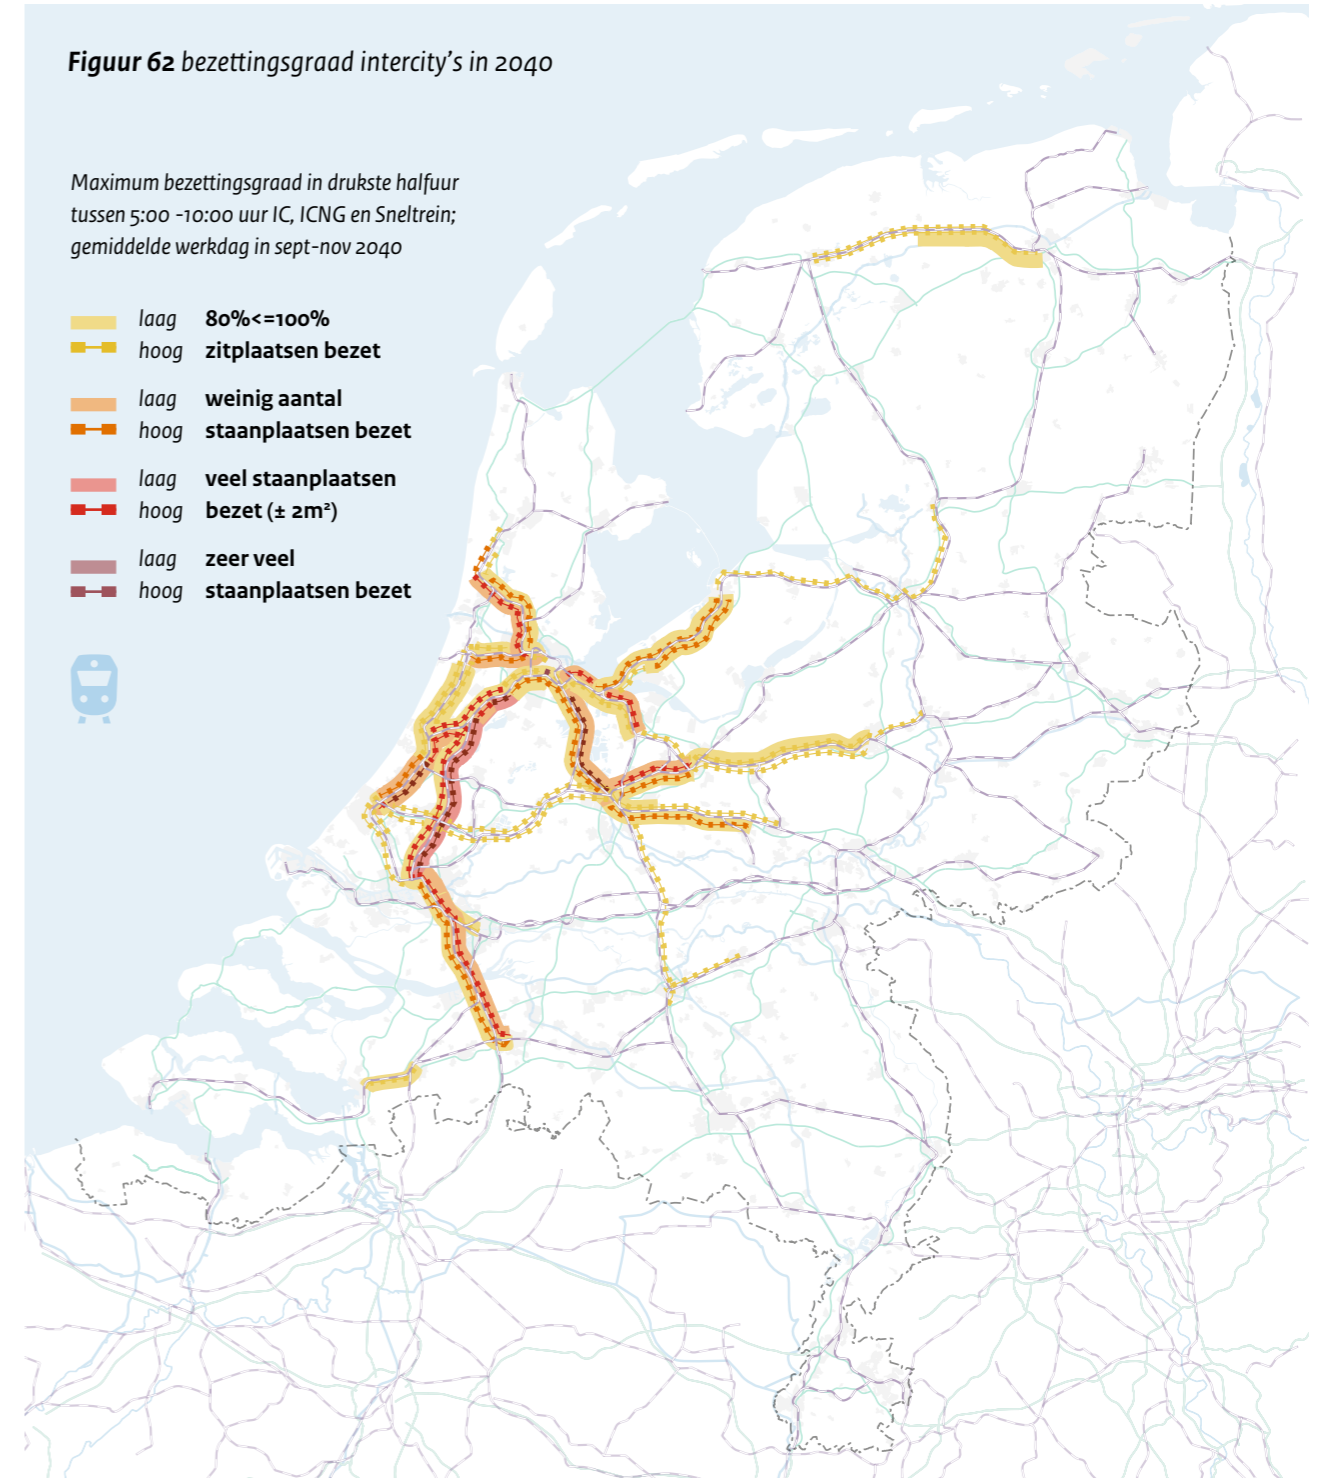 Figuur 62 bezettingsgraad intercity's in 2040
Maximum bezettingsgraad in drukste halfuur
tussen 5:00 -10:00 uur IC, ICNG en Sneltrein;
gemiddelde werkdag in sept-nov 2040
laag 80%<=100%
hoog zitplaatsen bezet
laag weinig aantal
hoog staanplaatsen bezet
laag veel staanplaatsen
hoog bezet (± 2m²)
laag zeer veel
hoog staanplaatsen bezet